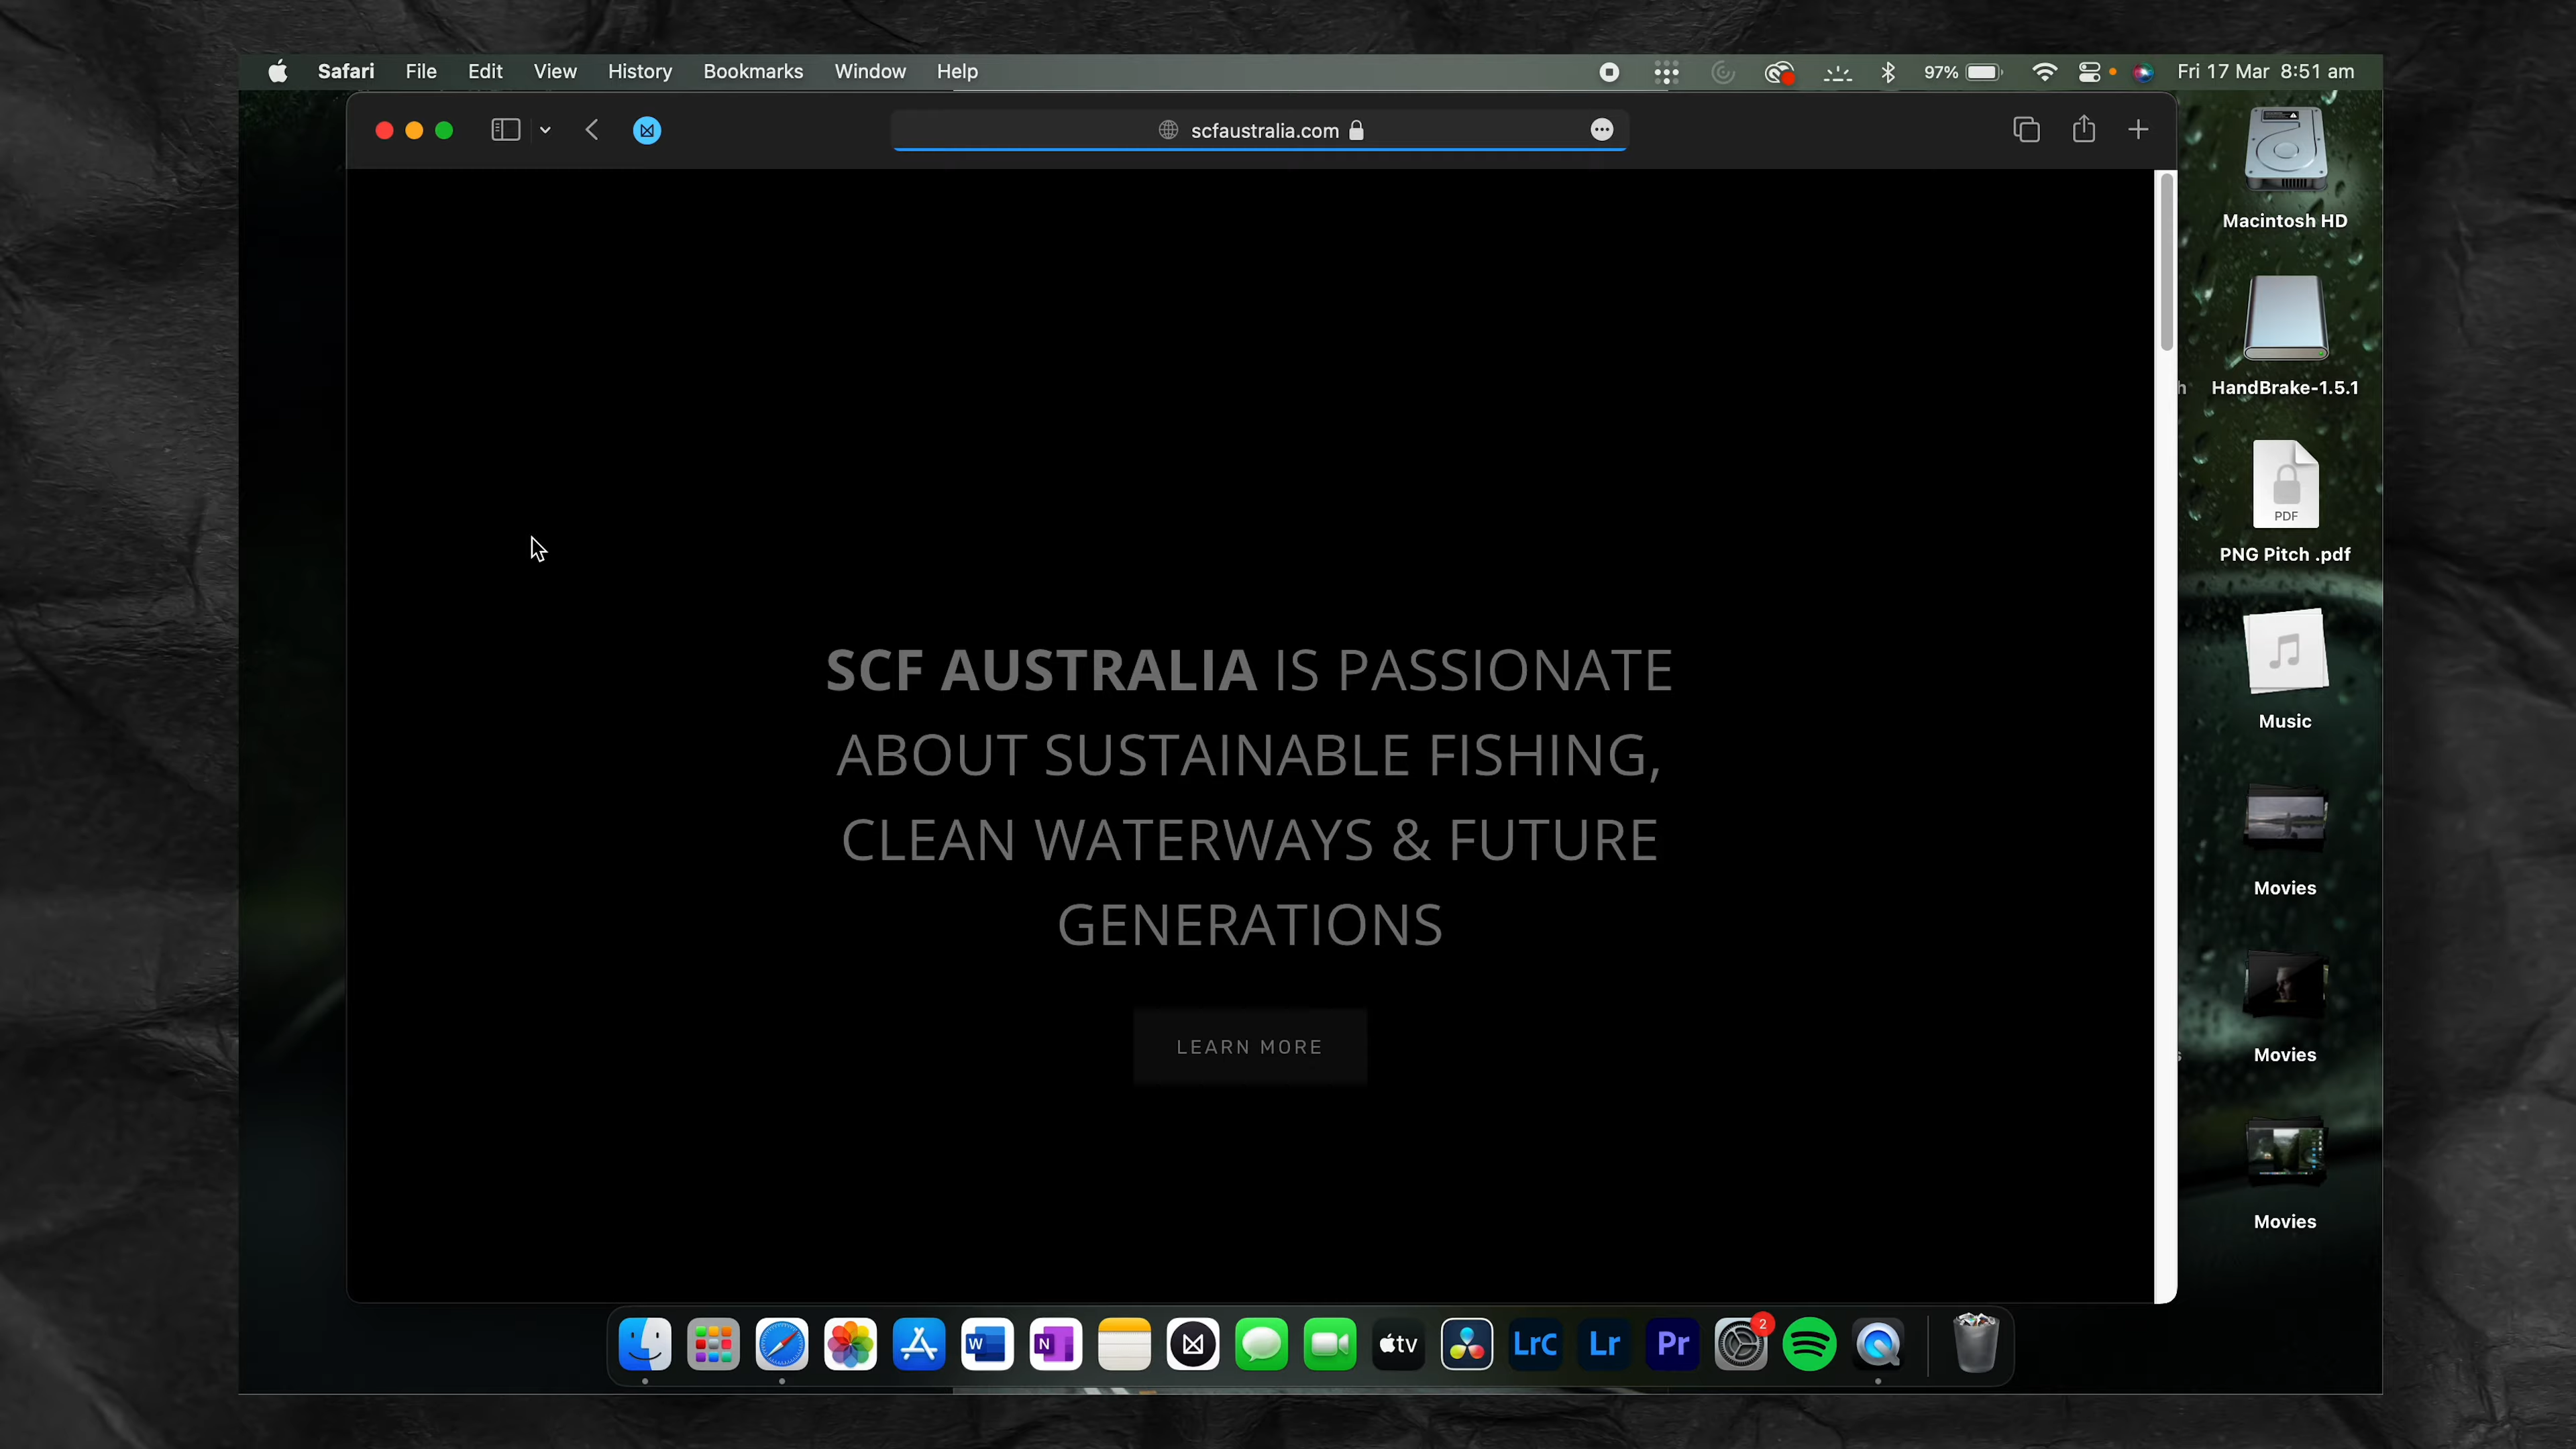 Safari File Edit View History Bookmarks Window Help 97% Fri 17 Mar 8:51 am
scfaustralia.com
Macintosh HD
HandBrake-1.5.1
PDF
PNG Pitch .pdf
Music
Movies
Movies
Movies
SCF AUSTRALIA IS PASSIONATE
ABOUT SUSTAINABLE FISHING,
CLEAN WATERWAYS & FUTURE
GENERATIONS
LEARN MORE
W N tv LrC Lr Pr 2